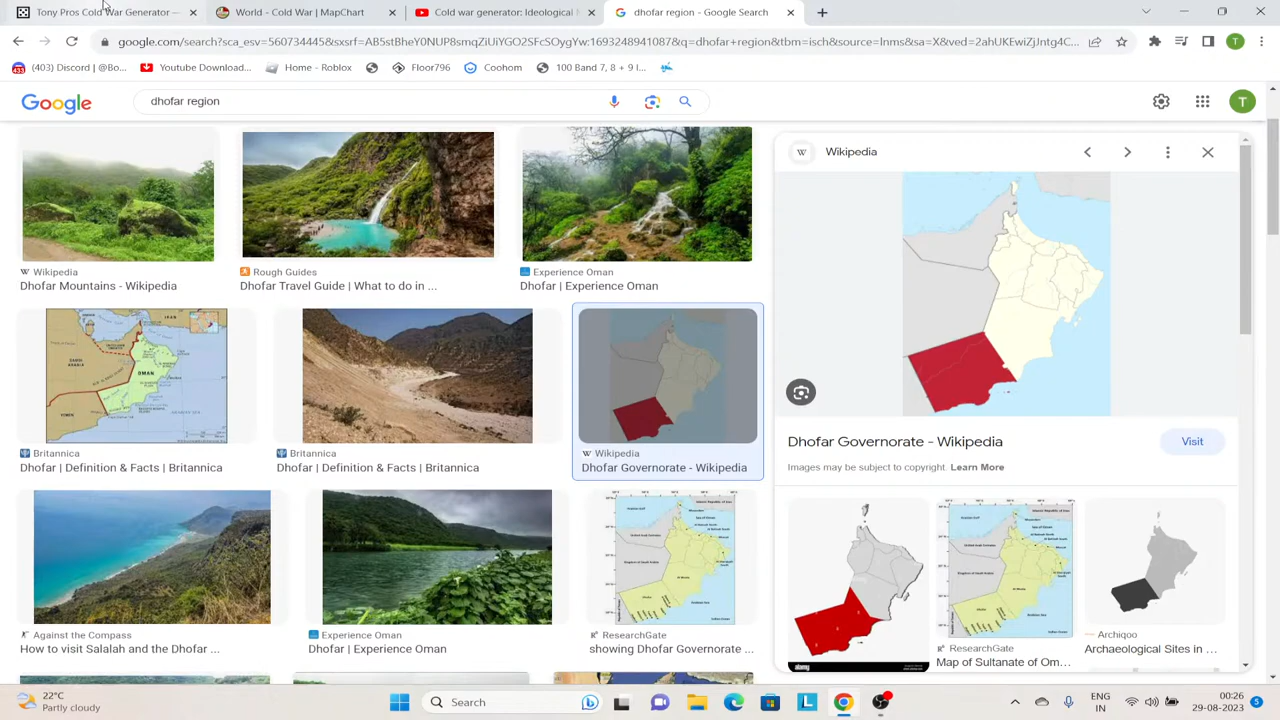 Tony Pros Cold War Generator —
World - Cold War | MapChart
Cold war generator: Ideological
dhofar region - Google Search
google.com/search?sca_esv=560734445&sxsrf=AB5stBheY0NUP8smqZiUiYGO2SEcSOygYw:1693248941087&q=dhofar+region&tbm=isch&source=lnms&sa=X&ved=2ahUKEwiZjJntg4C...
T
(403) Discord | @Bo...
Youtube Download...
Home - Roblox
Floor796
Coohom
100 Band 7, 8 + 9 I...
Google
dhofar region
T
W Wikipedia
Wikipedia
Dhofar Mountains - Wikipedia
Rough Guides
Dhofar Travel Guide | What to do in ...
Experience Oman
Dhofar | Experience Oman
IRAN
SAUDI
ARABIA
OMAN
YEMEN
Britannica
Dhofar | Definition & Facts | Britannica
Britannica
Dhofar | Definition & Facts | Britannica
Wikipedia
Dhofar Governorate - Wikipedia
Dhofar Governorate - Wikipedia
Visit
Images may be subject to copyright. Learn More
Against the Compass
How to visit Salalah and the Dhofar ...
Experience Oman
Dhofar | Experience Oman
ResearchGate
showing Dhofar Governorate ...
alamy
ResearchGate
Map of Sultanate of Om...
Archiqoo
Archaeological Sites in ...
22°C
Partly cloudy
Search
L
ENG
IN
00:26
29-08-2023
5